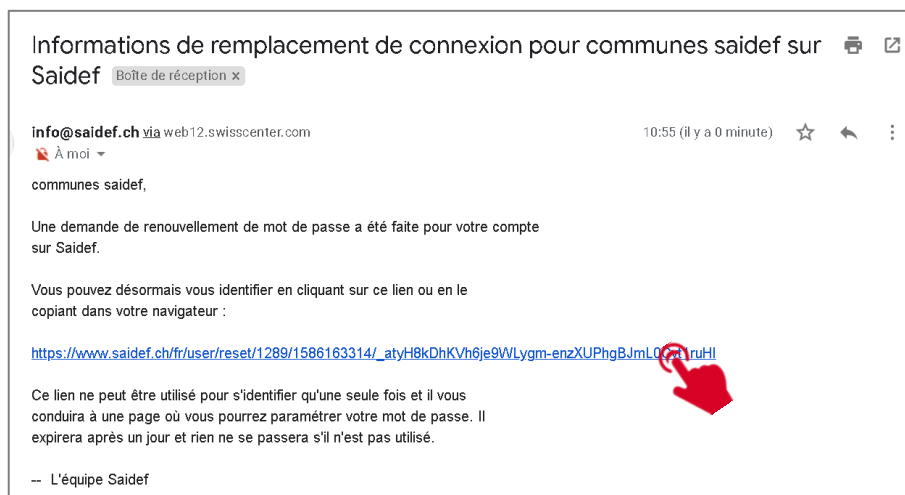 Informations de remplacement de connexion pour communes saidef sur
Saidef Boîte de réception x
info@saidef.ch via web12.swisscenter.com 10:55 (il y a 0 minute)
À moi
communes saidef,
Une demande de renouvellement de mot de passe a été faite pour votre compte
sur Saidef.
Vous pouvez désormais vous identifier en cliquant sur ce lien ou en le
copiant dans votre navigateur :
Ce lien ne peut être utilisé pour s'identifier qu'une seule fois et il vous
conduira à une page où vous pourrez paramétrer votre mot de passe. Il
expirera après un jour et rien ne se passera s'il n'est pas utilisé.
-- L'équipe Saidef